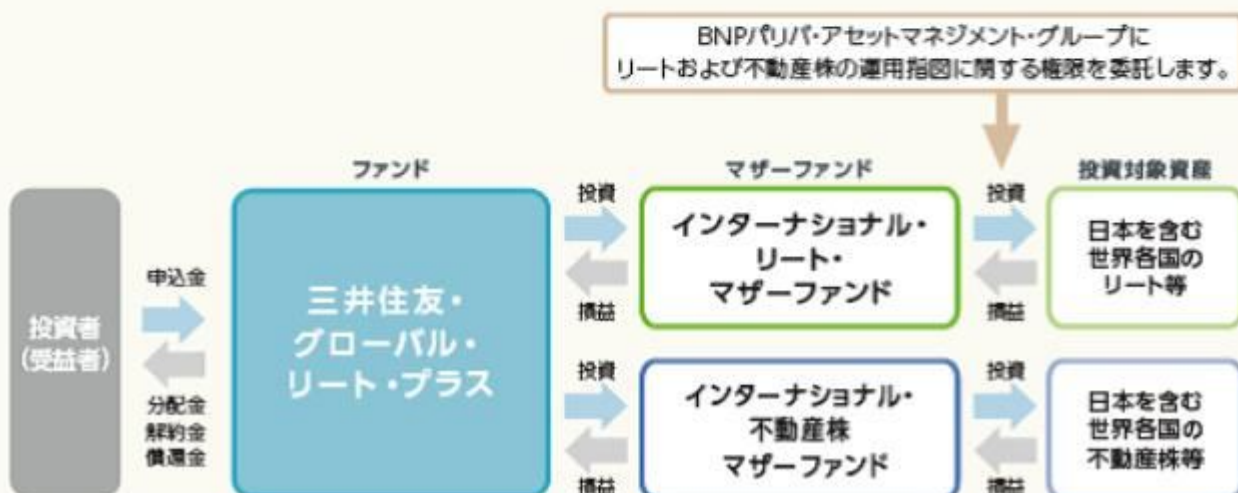 BNPパリバ・アセットマネジメント・グループに
リートおよび不動産株の運用指図に関する権限を委託します。
ファンド
マザーファンド
投資対象資産
投資者
(受益者)
申込金
分配金
解約金
償還金
三井住友・
グローバル・
リート・プラス
投資
損益
インターナショナル・
リート・
マザーファンド
投資
損益
日本を含む
世界各国の
リート等
投資
損益
インターナショナル・
不動産株
マザーファンド
投資
損益
日本を含む
世界各国の
不動産株等